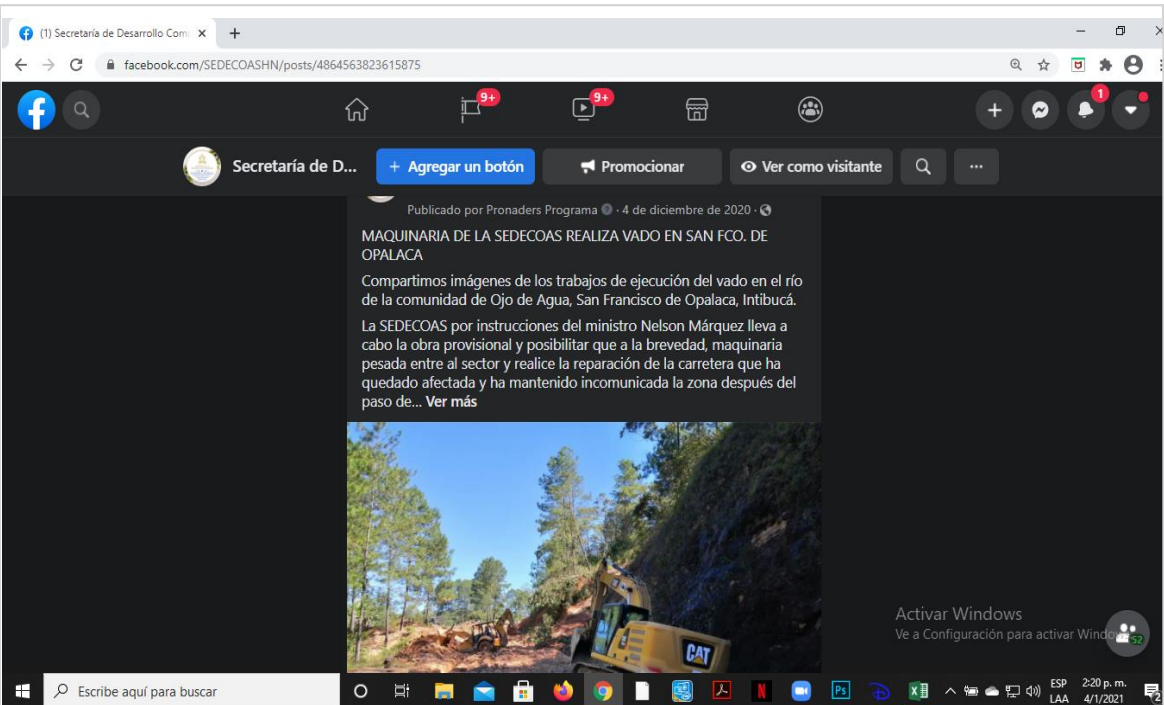 (1) Secretaría de Desarrollo Com
facebook.com/SEDECOASHN/posts/4864563823615875
9+
9+
1
Secretaría de D...
+ Agregar un botón
Promocionar
Ver como visitante
Publicado por Pronaders Programa · 4 de diciembre de 2020 ·
MAQUINARIA DE LA SEDECOAS REALIZA VADO EN SAN FCO. DE
OPALACA
Compartimos imágenes de los trabajos de ejecución del vado en el río
de la comunidad de Ojo de Agua, San Francisco de Opalaca, Intibucá.
La SEDECOAS por instrucciones del ministro Nelson Márquez lleva a
cabo la obra provisional y posibilitar que a la brevedad, maquinaria
pesada entre al sector y realice la reparación de la carretera que ha
quedado afectada y ha mantenido incomunicada la zona después del
paso de... Ver más
CAT
Activar Windows
Ve a Configuración para activar Windo
52
Escribe aquí para buscar
Ps
ESP
LAA
2:20 p. m.
4/1/2021
2